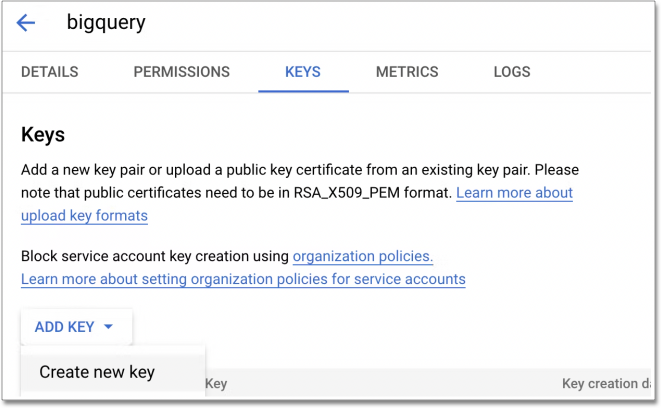 bigquery
DETAILS PERMISSIONS KEYS METRICS LOGS
Keys
Add a new key pair or upload a public key certificate from an existing key pair. Please
note that public certificates need to be in RSA_X509_PEM format. Learn more about
upload key formats
Block service account key creation using organization policies.
Learn more about setting organization policies for service accounts
ADD KEY
Create new key
Key Key creation da